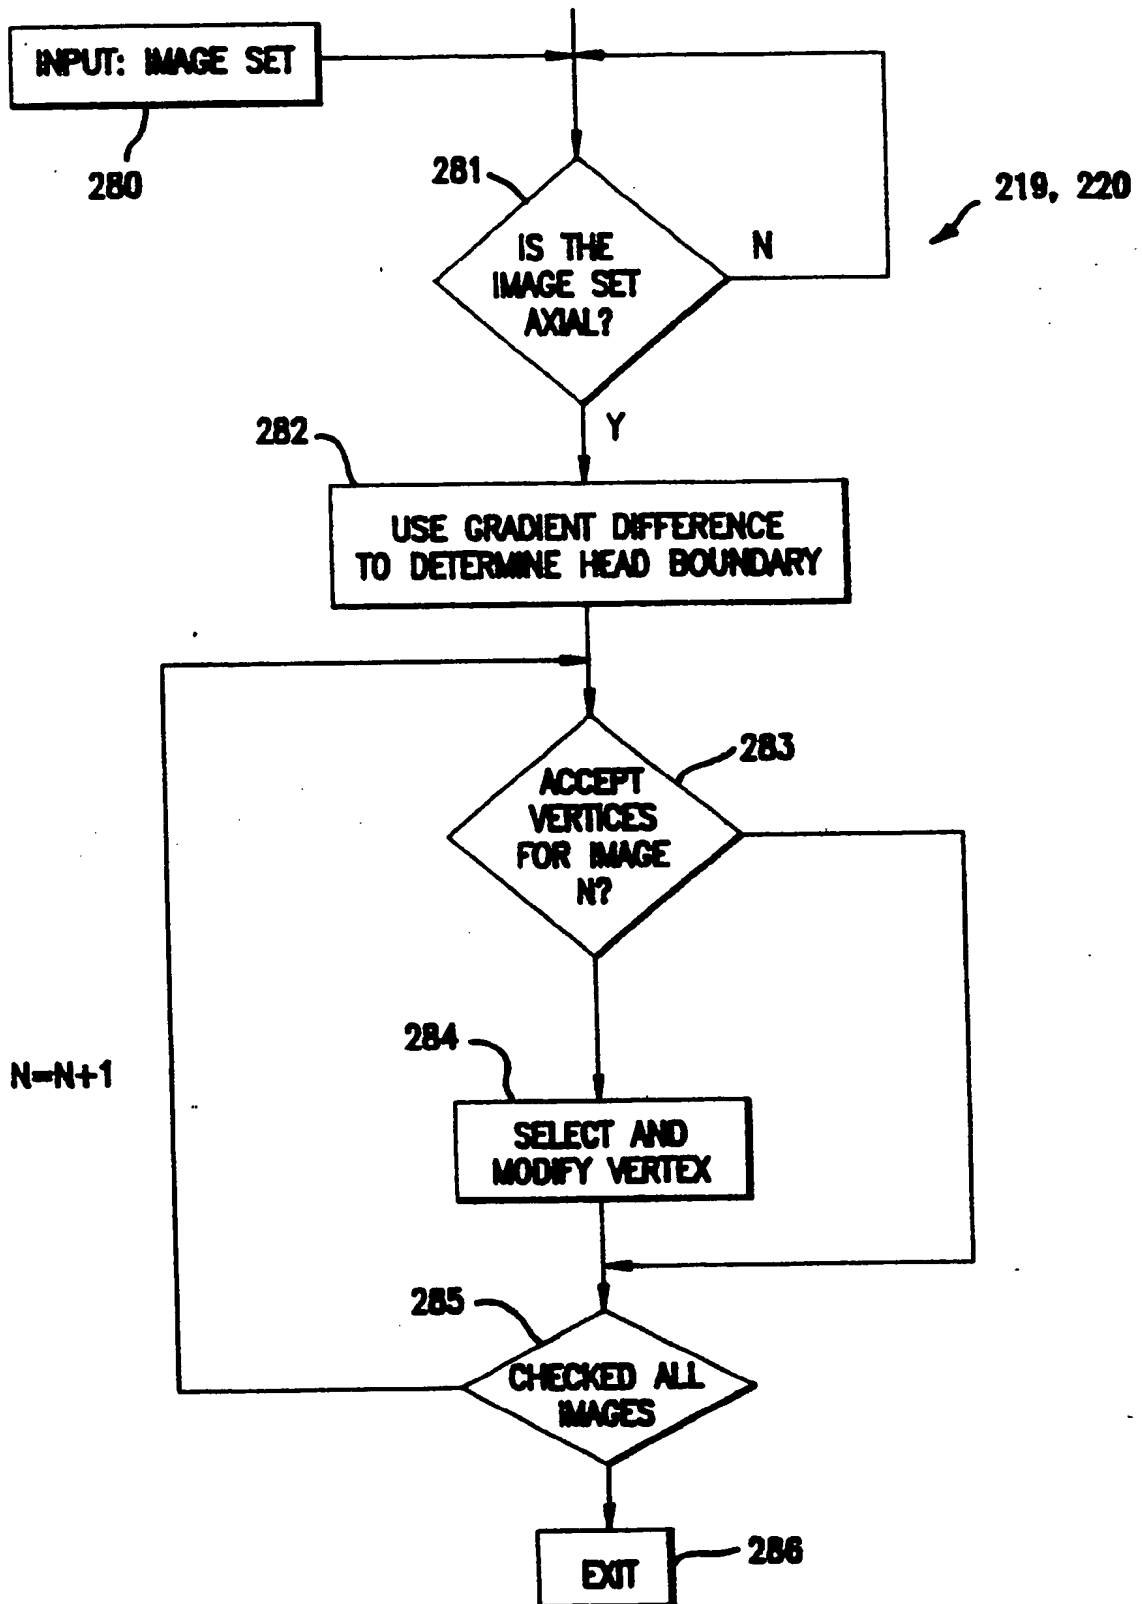 INPUT: IMAGE SET
280
281
219, 220
IS THE
IMAGE SET
AXIAL?
N
Y
282
USE GRADIENT DIFFERENCE
TO DETERMINE HEAD BOUNDARY
283
ACCEPT
VERTICES
FOR IMAGE
N?
284
N=N+1
SELECT AND
MODIFY VERTEX
285
CHECKED ALL
IMAGES
286
EXIT